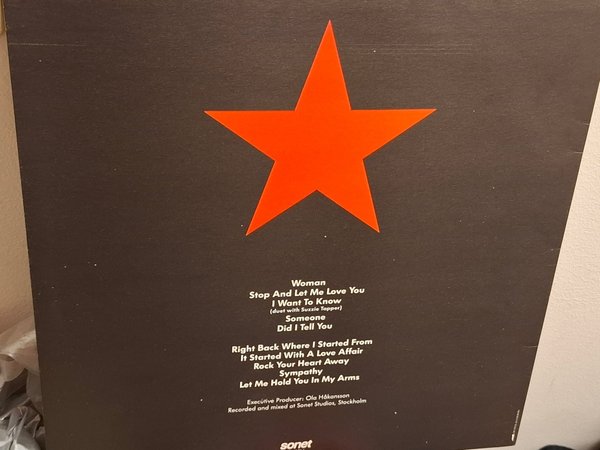 Woman
Stop And Let Me Love You
I Want To Know
(duet with Suzzie Tapper)
Someone
Did I Tell You
Right Back Where I Started From
It Started With A Love Affair
Rock Your Heart Away
Sympathy
Let Me Hold You In My Arms
Executive Producer: Ola Håkansson
Recorded and mixed at Sonet Studios, Stockholm
sonet